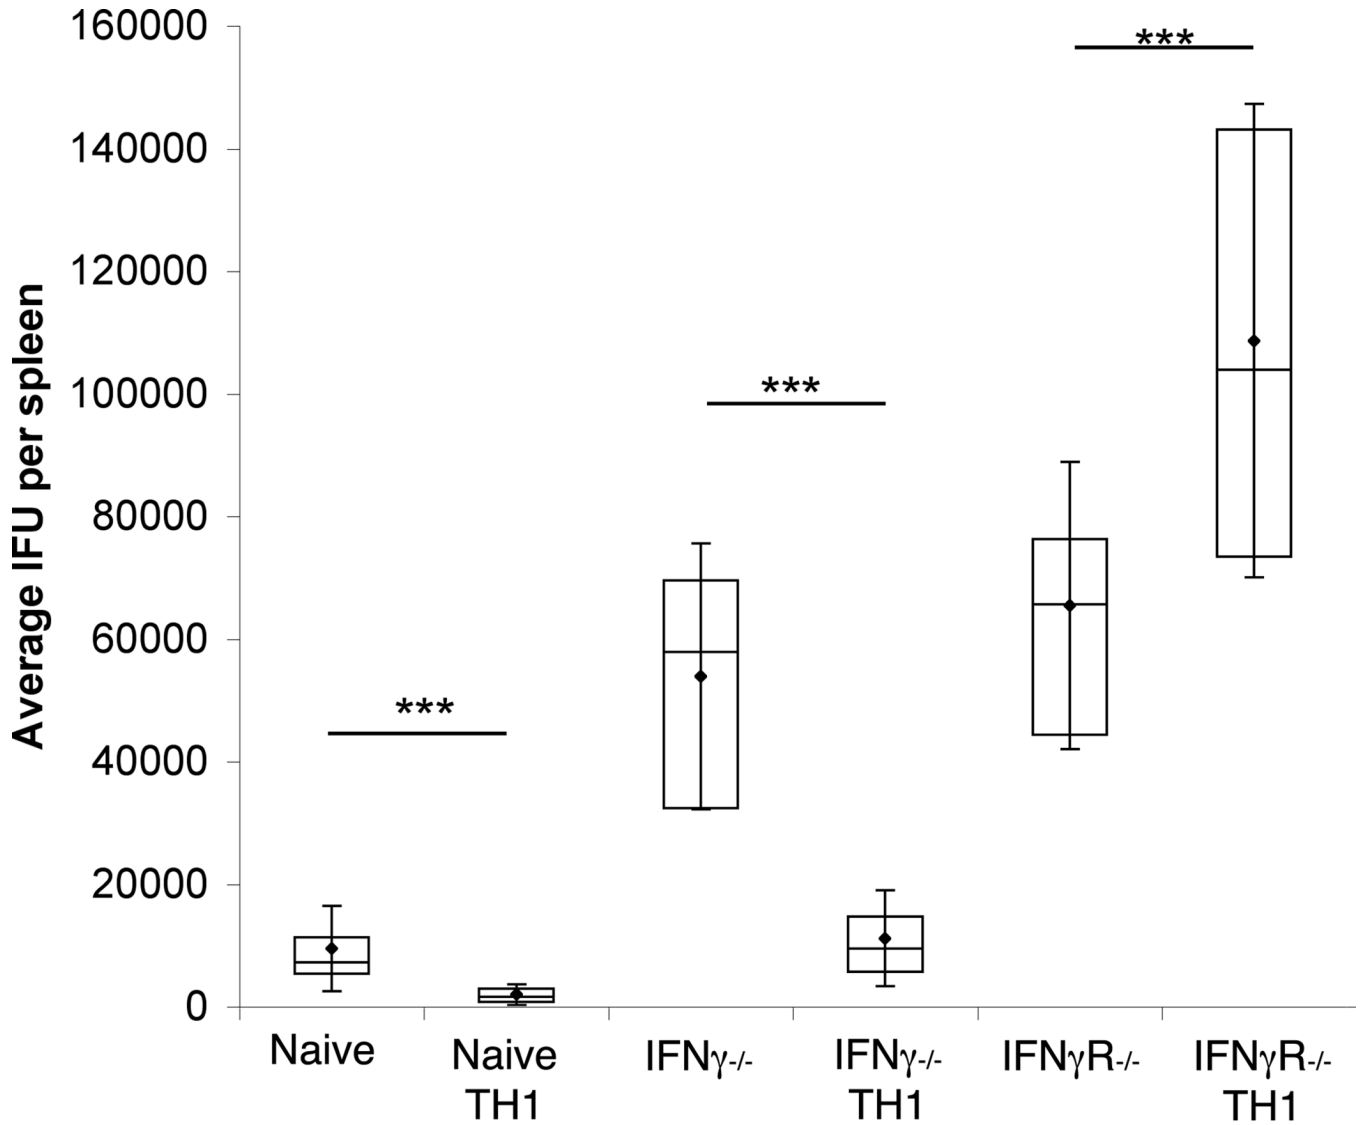 160000
140000
120000
100000
80000
60000
40000
20000
0
Average IFU per spleen
***
***
***
Naive
Naive
TH1
IFNγ-/-
IFNγ-/-
TH1
IFNγR-/-
IFNγR-/-
TH1